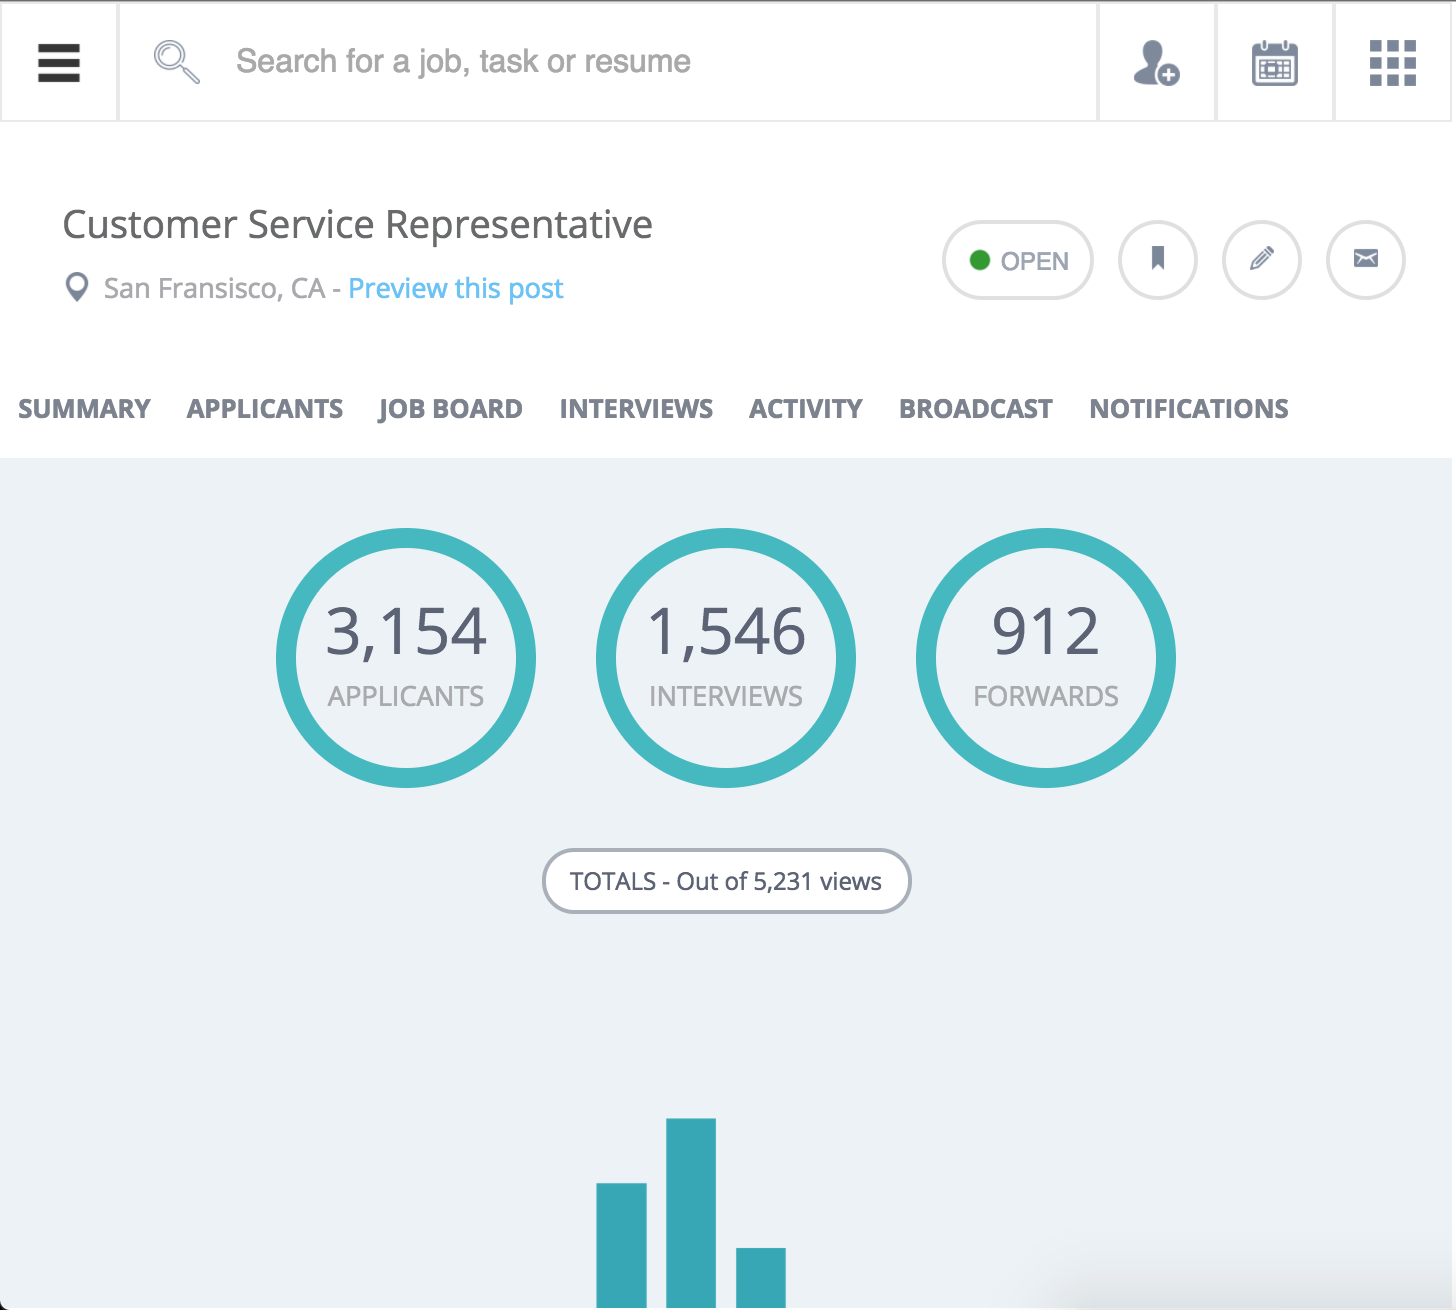 Search for a job, task or resume
Customer Service Representative
San Fransisco, CA - Preview this post
OPEN
SUMMARY APPLICANTS JOB BOARD INTERVIEWS ACTIVITY BROADCAST NOTIFICATIONS
3,154 1,546 912
APPLICANTS INTERVIEWS FORWARDS
TOTALS - Out of 5,231 views